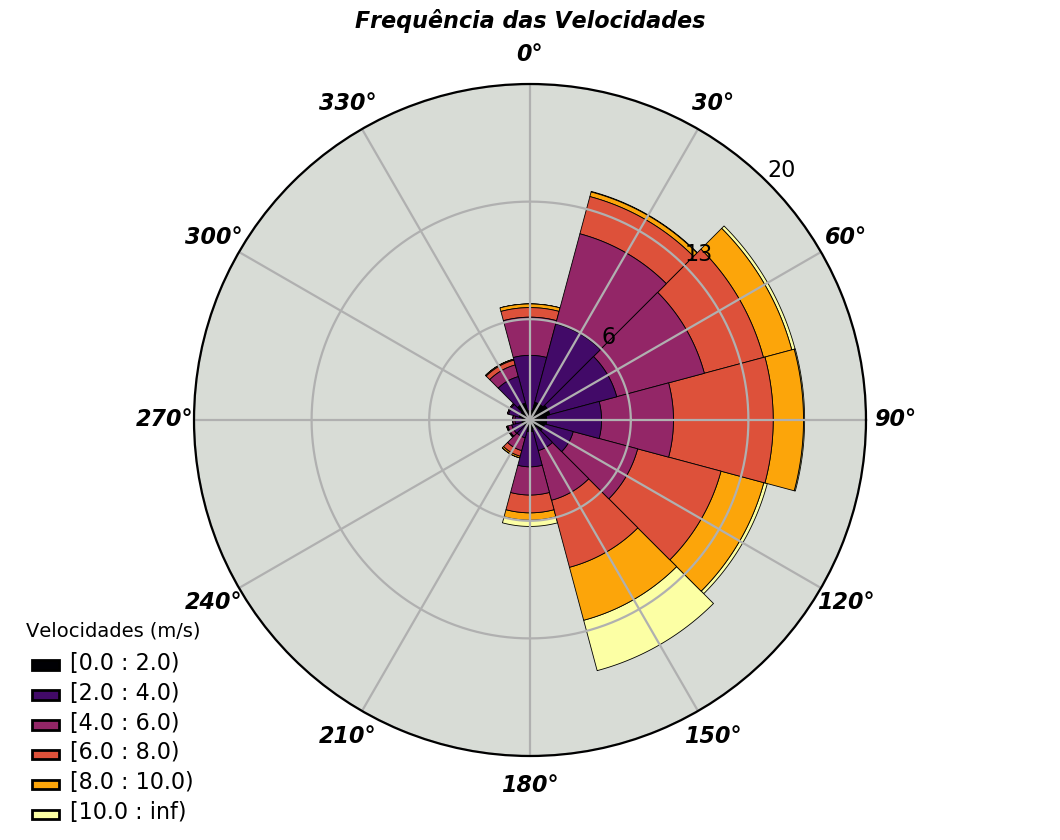 Frequência das Velocidades
0°
330°
30°
20
300°
60°
13
6
270°
90°
240°
120°
210°
150°
180°
Velocidades (m/s)
[0.0 : 2.0)
[2.0 : 4.0)
[4.0 : 6.0)
[6.0 : 8.0)
[8.0 : 10.0)
[10.0 : inf)